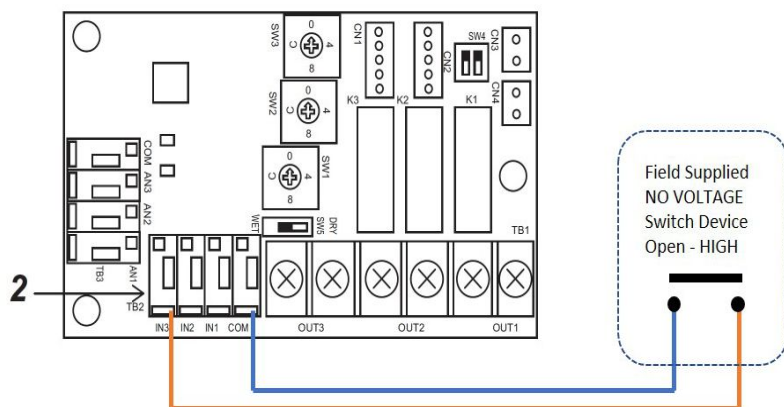 SW3
0
C 4
8
CN1
CN2
SW4
CN3
CN4
SW2
0
C 4
8
K3
K2
K1
SW1
0
C 4
8
COM
AN3
AN2
AN1
TB3
WET
SW5
DRY
TB1
2
TB2
IN3
IN2
IN1
COM
OUT3
OUT2
OUT1
Field Supplied
NO VOLTAGE
Switch Device
Open - HIGH